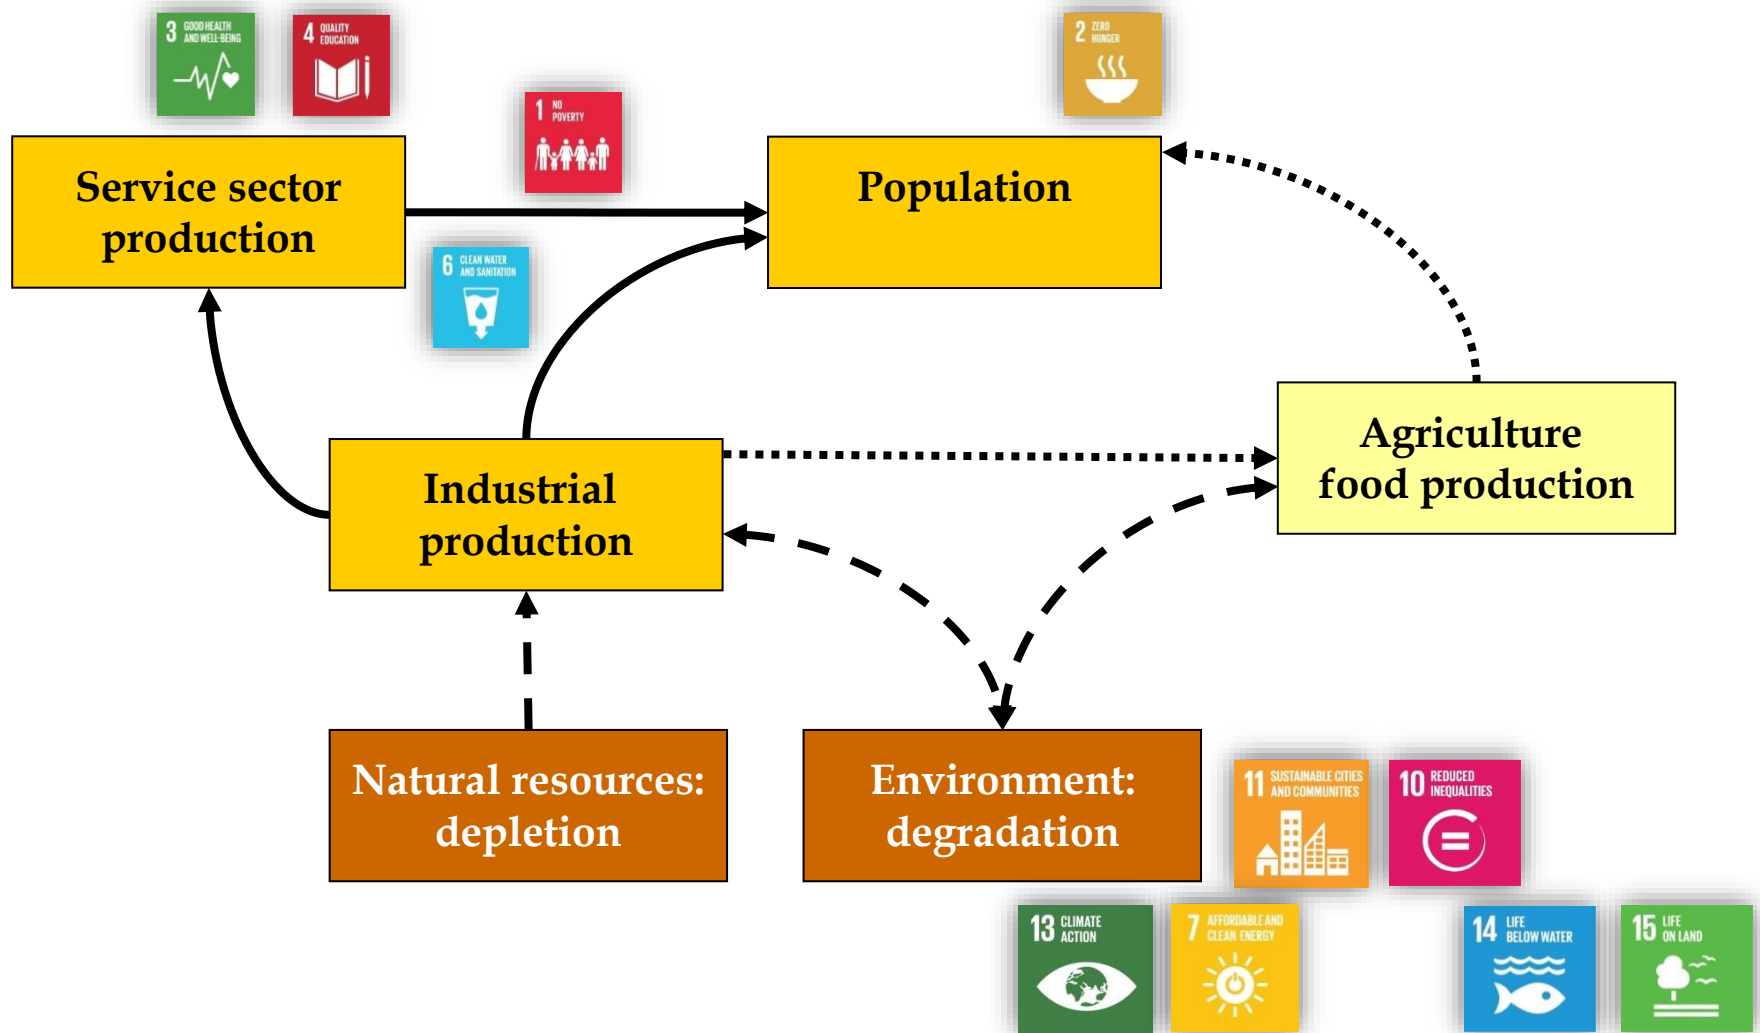 3 GOOD HEALTH
AND WELL-BEING
4 QUALITY
EDUCATION
2 ZERO
HUNGER
1 NO
POVERTY
Service sector
production
Population
6 CLEAN WATER
AND SANITATION
Agriculture
food production
Industrial
production
Natural resources:
depletion
Environment:
degradation
11 SUSTAINABLE CITIES
AND COMMUNITIES
10 REDUCED
INEQUALITIES
13 CLIMATE
ACTION
7 AFFORDABLE AND
CLEAN ENERGY
14 LIFE
BELOW WATER
15 LIFE
ON LAND